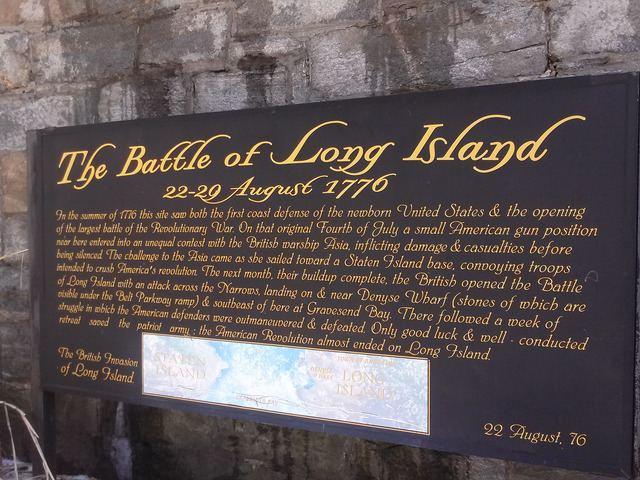 The Battle of Long Island
22-29 August 1776
In the summer of 1776 this site saw both the first coast defense of the newborn United States & the opening
of the largest battle of the Revolutionary War. On that original Fourth of July a small American gun position
near here entered into an unequal contest with the British warship Asia, inflicting damage & casualties before
being silenced. The challenge to the Asia came as she sailed toward a Staten Island base, convoying troops
intended to crush America's revolution. The next month, their buildup complete, the British opened the Battle
of Long Island with an attack across the Narrows, landing on & near Denyse Wharf (stones of which are
visible under the Belt Parkway ramp) & southeast of here at Gravesend Bay. There followed a week of
struggle in which the American defenders were outmaneuvered & defeated. Only good luck & well - conducted
retreat saved the patriot army ; the American Revolution almost ended on Long Island.
The British Invasion
of Long Island
STATEN
ISLAND
LONG
ISLAND
22 August, 76